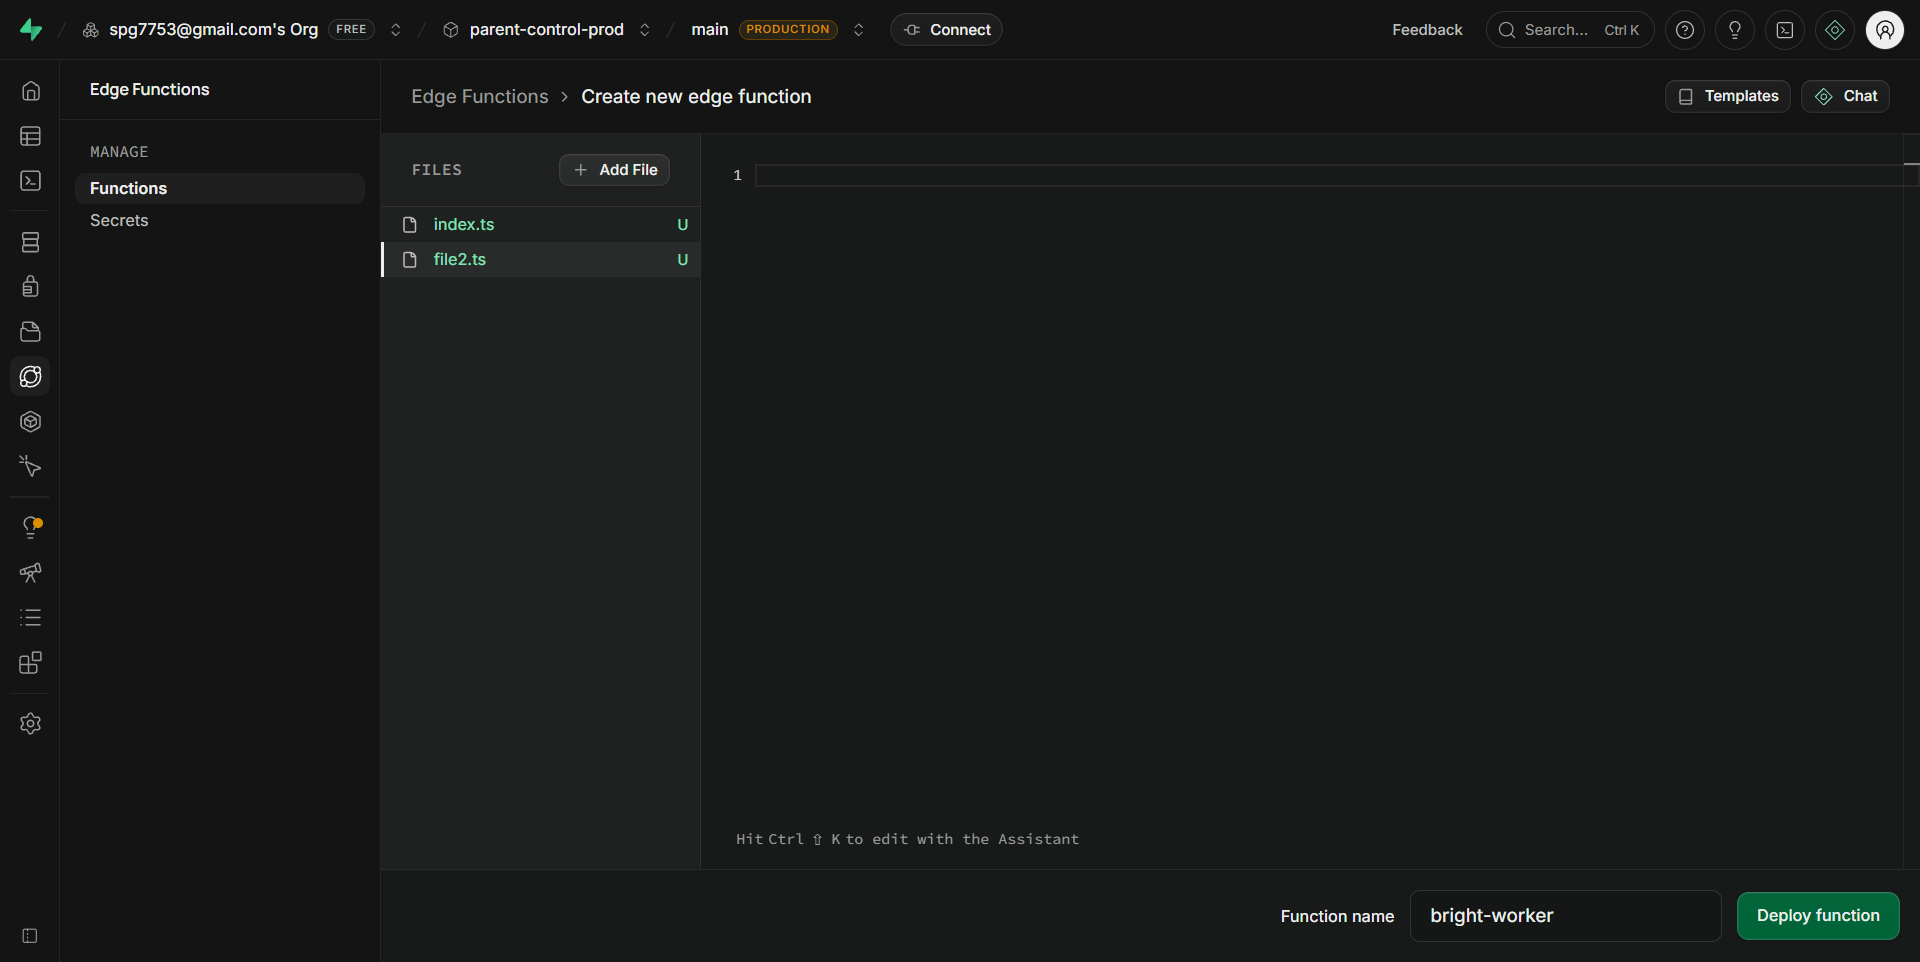 spg7753@gmail.com's Org FREE parent-control-prod main PRODUCTION Connect Feedback Search... Ctrl K
Edge Functions
MANAGE
Functions
Secrets
Edge Functions > Create new edge function Templates Chat
FILES Add File
index.ts U
file2.ts U
1
Hit Ctrl ⇧ K to edit with the Assistant
Function name bright-worker Deploy function